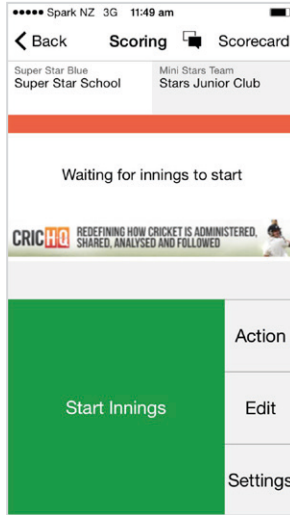 Spark NZ 3G 11:49 am
Back Scoring Scorecard
Super Star Blue Mini Stars Team
Super Star School Stars Junior Club
Waiting for innings to start
CRICHQ REDEFINING HOW CRICKET IS ADMINISTERED,
SHARED, ANALYSED AND FOLLOWED
Action
Start Innings Edit
Settings